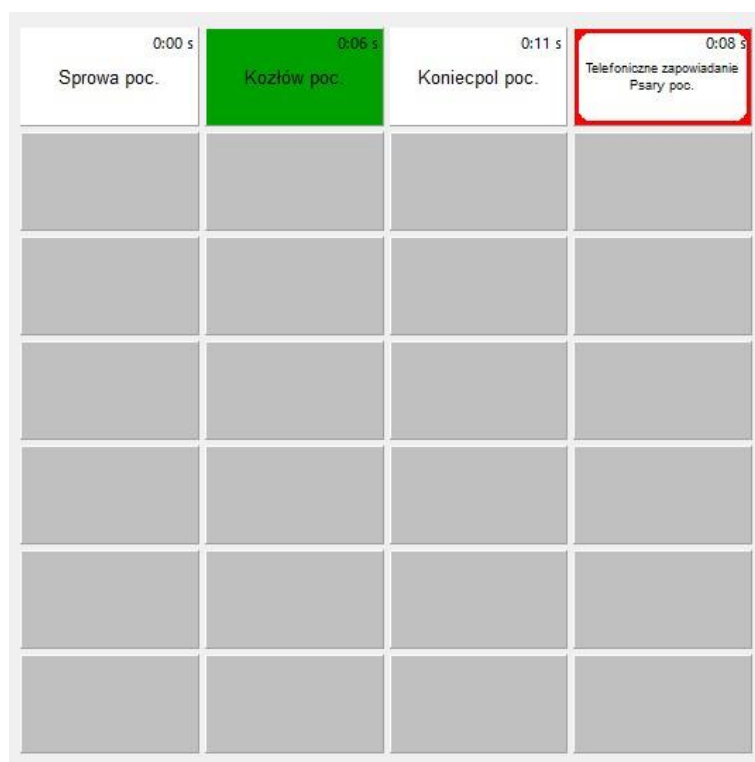 0:00 s
Sprowa poc.
0:06 s
Kozłów poc.
0:11 s
Koniecpol poc.
0:08 s
Telefoniczne zapowiadanie
Psary poc.